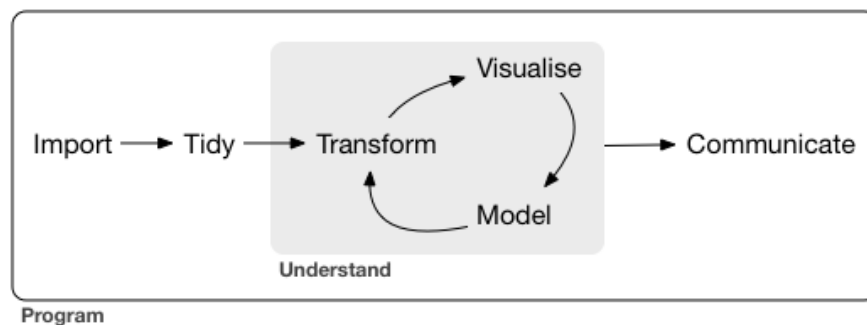 Visualise
Import
Tidy
Transform
Communicate
Model
Understand
Program